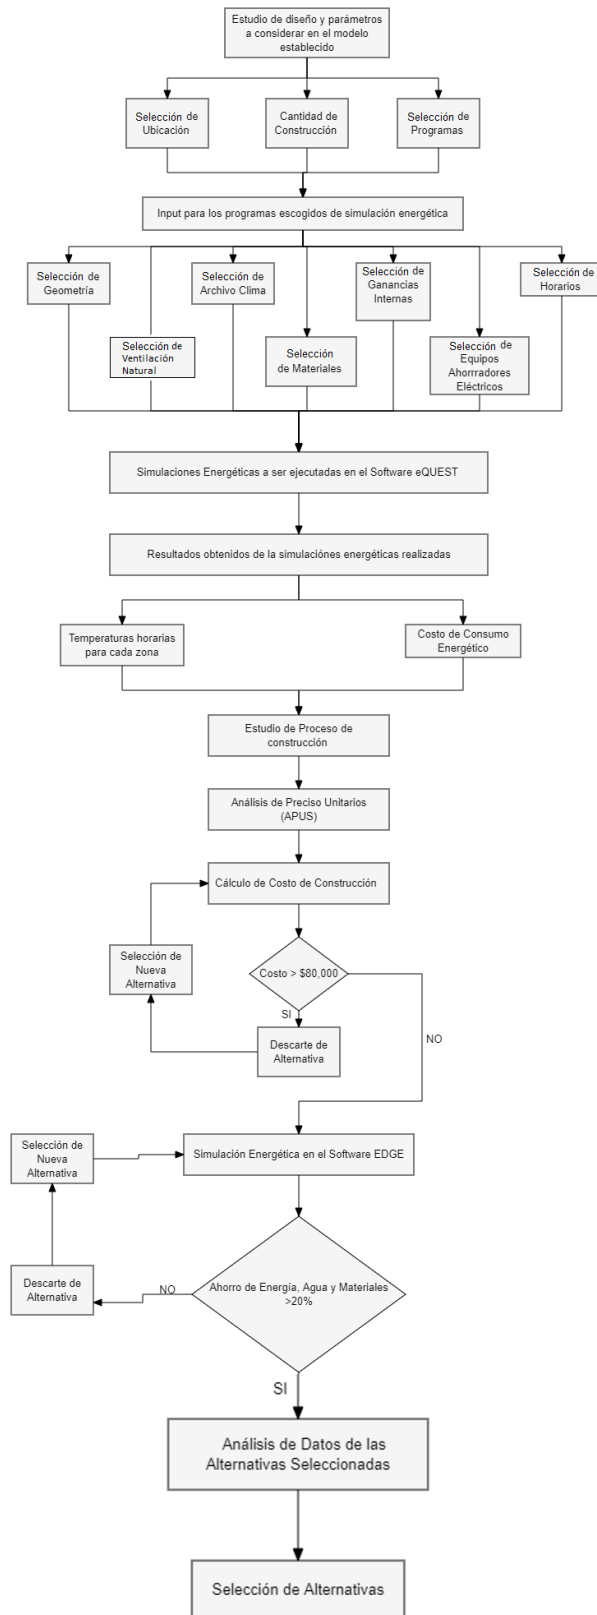 Estudio de diseño y parámetros
a considerar en el modelo
establecido
Selección de
Ubicación
Cantidad de
Construcción
Selección de
Programas
Input para los programas escogidos de simulación energética
Selección de
Geometría
Selección de
Archivo Clima
Selección de
Ganancias
Internas
Selección de
Horarios
Selección de
Ventilación
Natural
Selección
de Materiales
Selección de
Equipos
Ahorrradores
Eléctricos
Simulaciones Energéticas a ser ejecutadas en el Software eQUEST
Resultados obtenidos de la simulaciónes energéticas realizadas
Temperaturas horarias
para cada zona
Costo de Consumo
Energético
Estudio de Proceso de
construcción
Análisis de Preciso Unitarios
(APUS)
Cálculo de Costo de Construcción
Selección de
Nueva
Alternativa
Costo > $80,000
SI
Descarte de
Alternativa
NO
Selección de
Nueva
Alternativa
Simulación Energética en el Software EDGE
Descarte de
Alternativa
NO
Ahorro de Energía, Agua y Materiales
>20%
SI
Análisis de Datos de las
Alternativas Seleccionadas
Selección de Alternativas